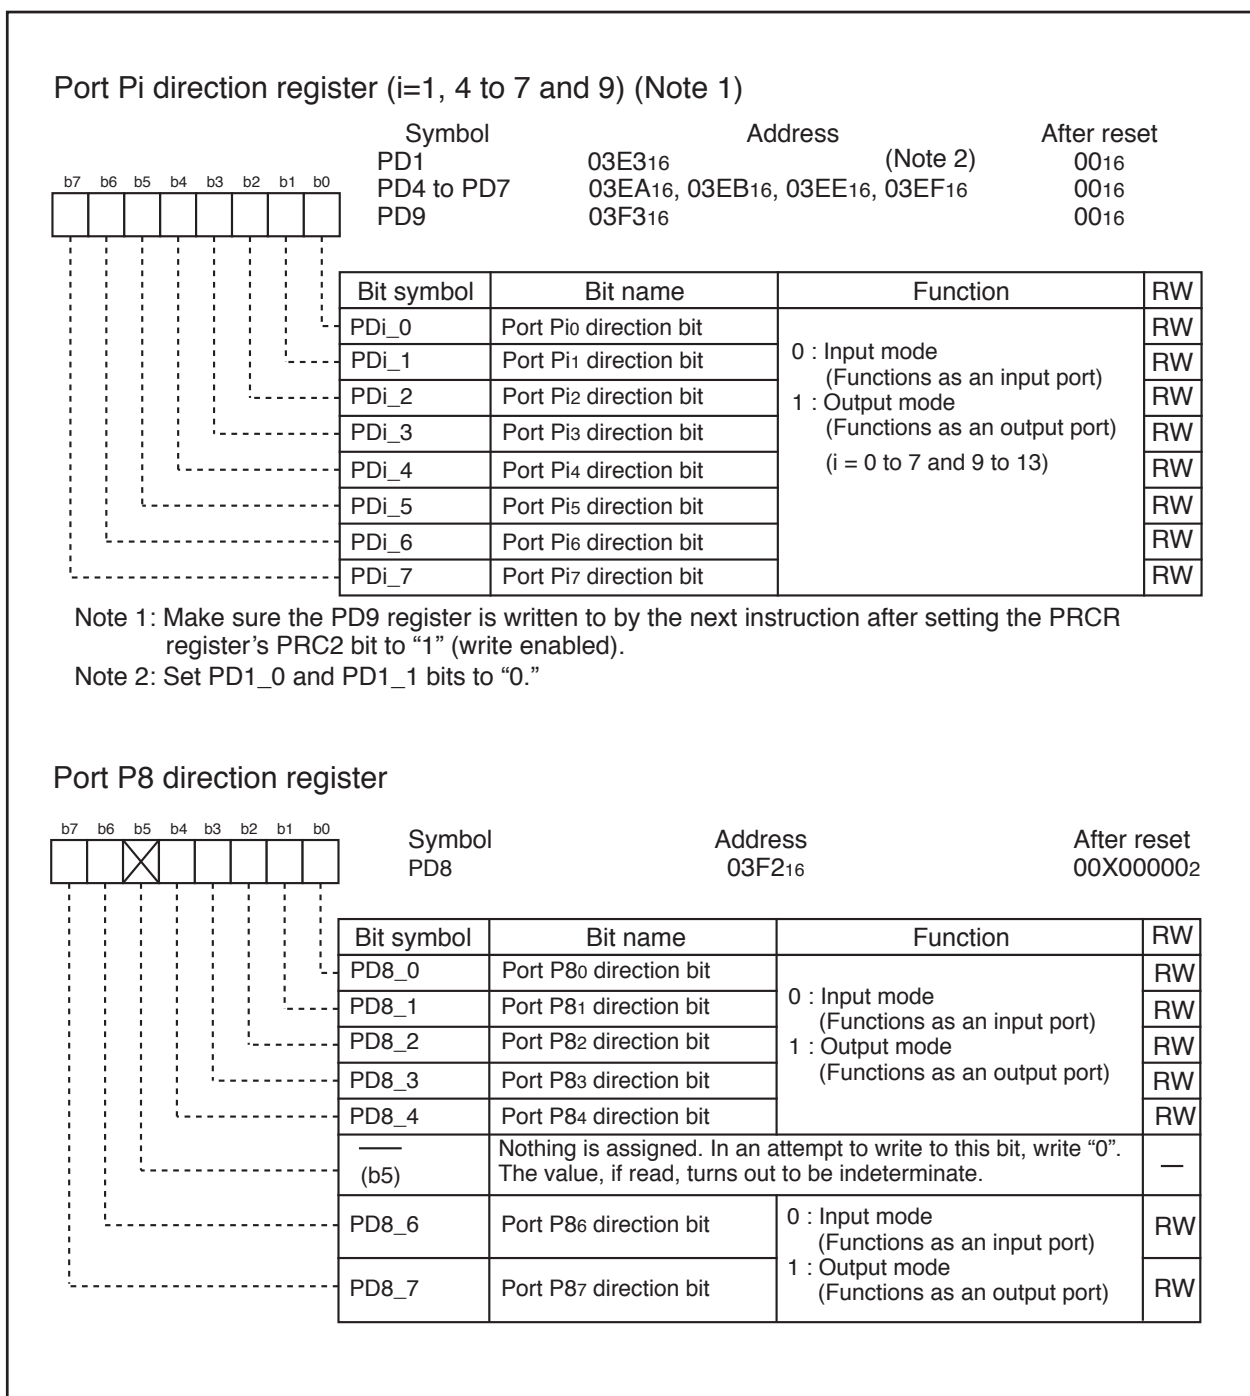 Port Pi direction register (i=1, 4 to 7 and 9) (Note 1)
Symbol Address After reset
PD1 03E316 (Note 2) 0016
PD4 to PD7 03EA16, 03EB16, 03EE16, 03EF16 0016
PD9 03F316 0016
b7 b6 b5 b4 b3 b2 b1 b0
Bit symbol Bit name Function RW
PDi_0 Port Pi0 direction bit RW
PDi_1 Port Pi1 direction bit RW
PDi_2 Port Pi2 direction bit RW
PDi_3 Port Pi3 direction bit RW
PDi_4 Port Pi4 direction bit RW
PDi_5 Port Pi5 direction bit RW
PDi_6 Port Pi6 direction bit RW
PDi_7 Port Pi7 direction bit RW
0 : Input mode
(Functions as an input port)
1 : Output mode
(Functions as an output port)
(i = 0 to 7 and 9 to 13)
Note 1: Make sure the PD9 register is written to by the next instruction after setting the PRCR
register’s PRC2 bit to “1” (write enabled).
Note 2: Set PD1_0 and PD1_1 bits to “0.”
Port P8 direction register
b7 b6 b5 b4 b3 b2 b1 b0
Symbol Address After reset
PD8 03F216 00X000002
Bit symbol Bit name Function RW
PD8_0 Port P80 direction bit RW
PD8_1 Port P81 direction bit RW
PD8_2 Port P82 direction bit RW
PD8_3 Port P83 direction bit RW
PD8_4 Port P84 direction bit RW
0 : Input mode
(Functions as an input port)
1 : Output mode
(Functions as an output port)
— (b5) Nothing is assigned. In an attempt to write to this bit, write “0”. —
The value, if read, turns out to be indeterminate.
PD8_6 Port P86 direction bit RW
PD8_7 Port P87 direction bit RW
0 : Input mode
(Functions as an input port)
1 : Output mode
(Functions as an output port)